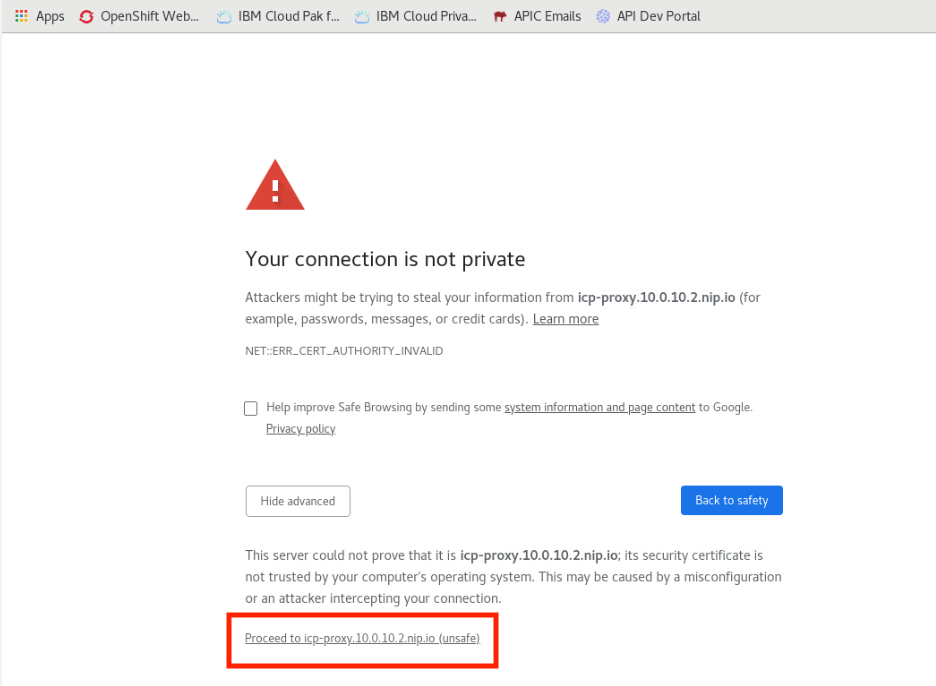 Apps OpenShift Web... IBM Cloud Pak f... IBM Cloud Priva... APIC Emails API Dev Portal
Your connection is not private
Attackers might be trying to steal your information from icp-proxy.10.0.10.2.nip.io (for
example, passwords, messages, or credit cards). Learn more
NET::ERR_CERT_AUTHORITY_INVALID
Help improve Safe Browsing by sending some system information and page content to Google.
Privacy policy
Hide advanced Back to safety
This server could not prove that it is icp-proxy.10.0.10.2.nip.io; its security certificate is
not trusted by your computer's operating system. This may be caused by a misconfiguration
or an attacker intercepting your connection.
Proceed to icp-proxy.10.0.10.2.nip.io (unsafe)